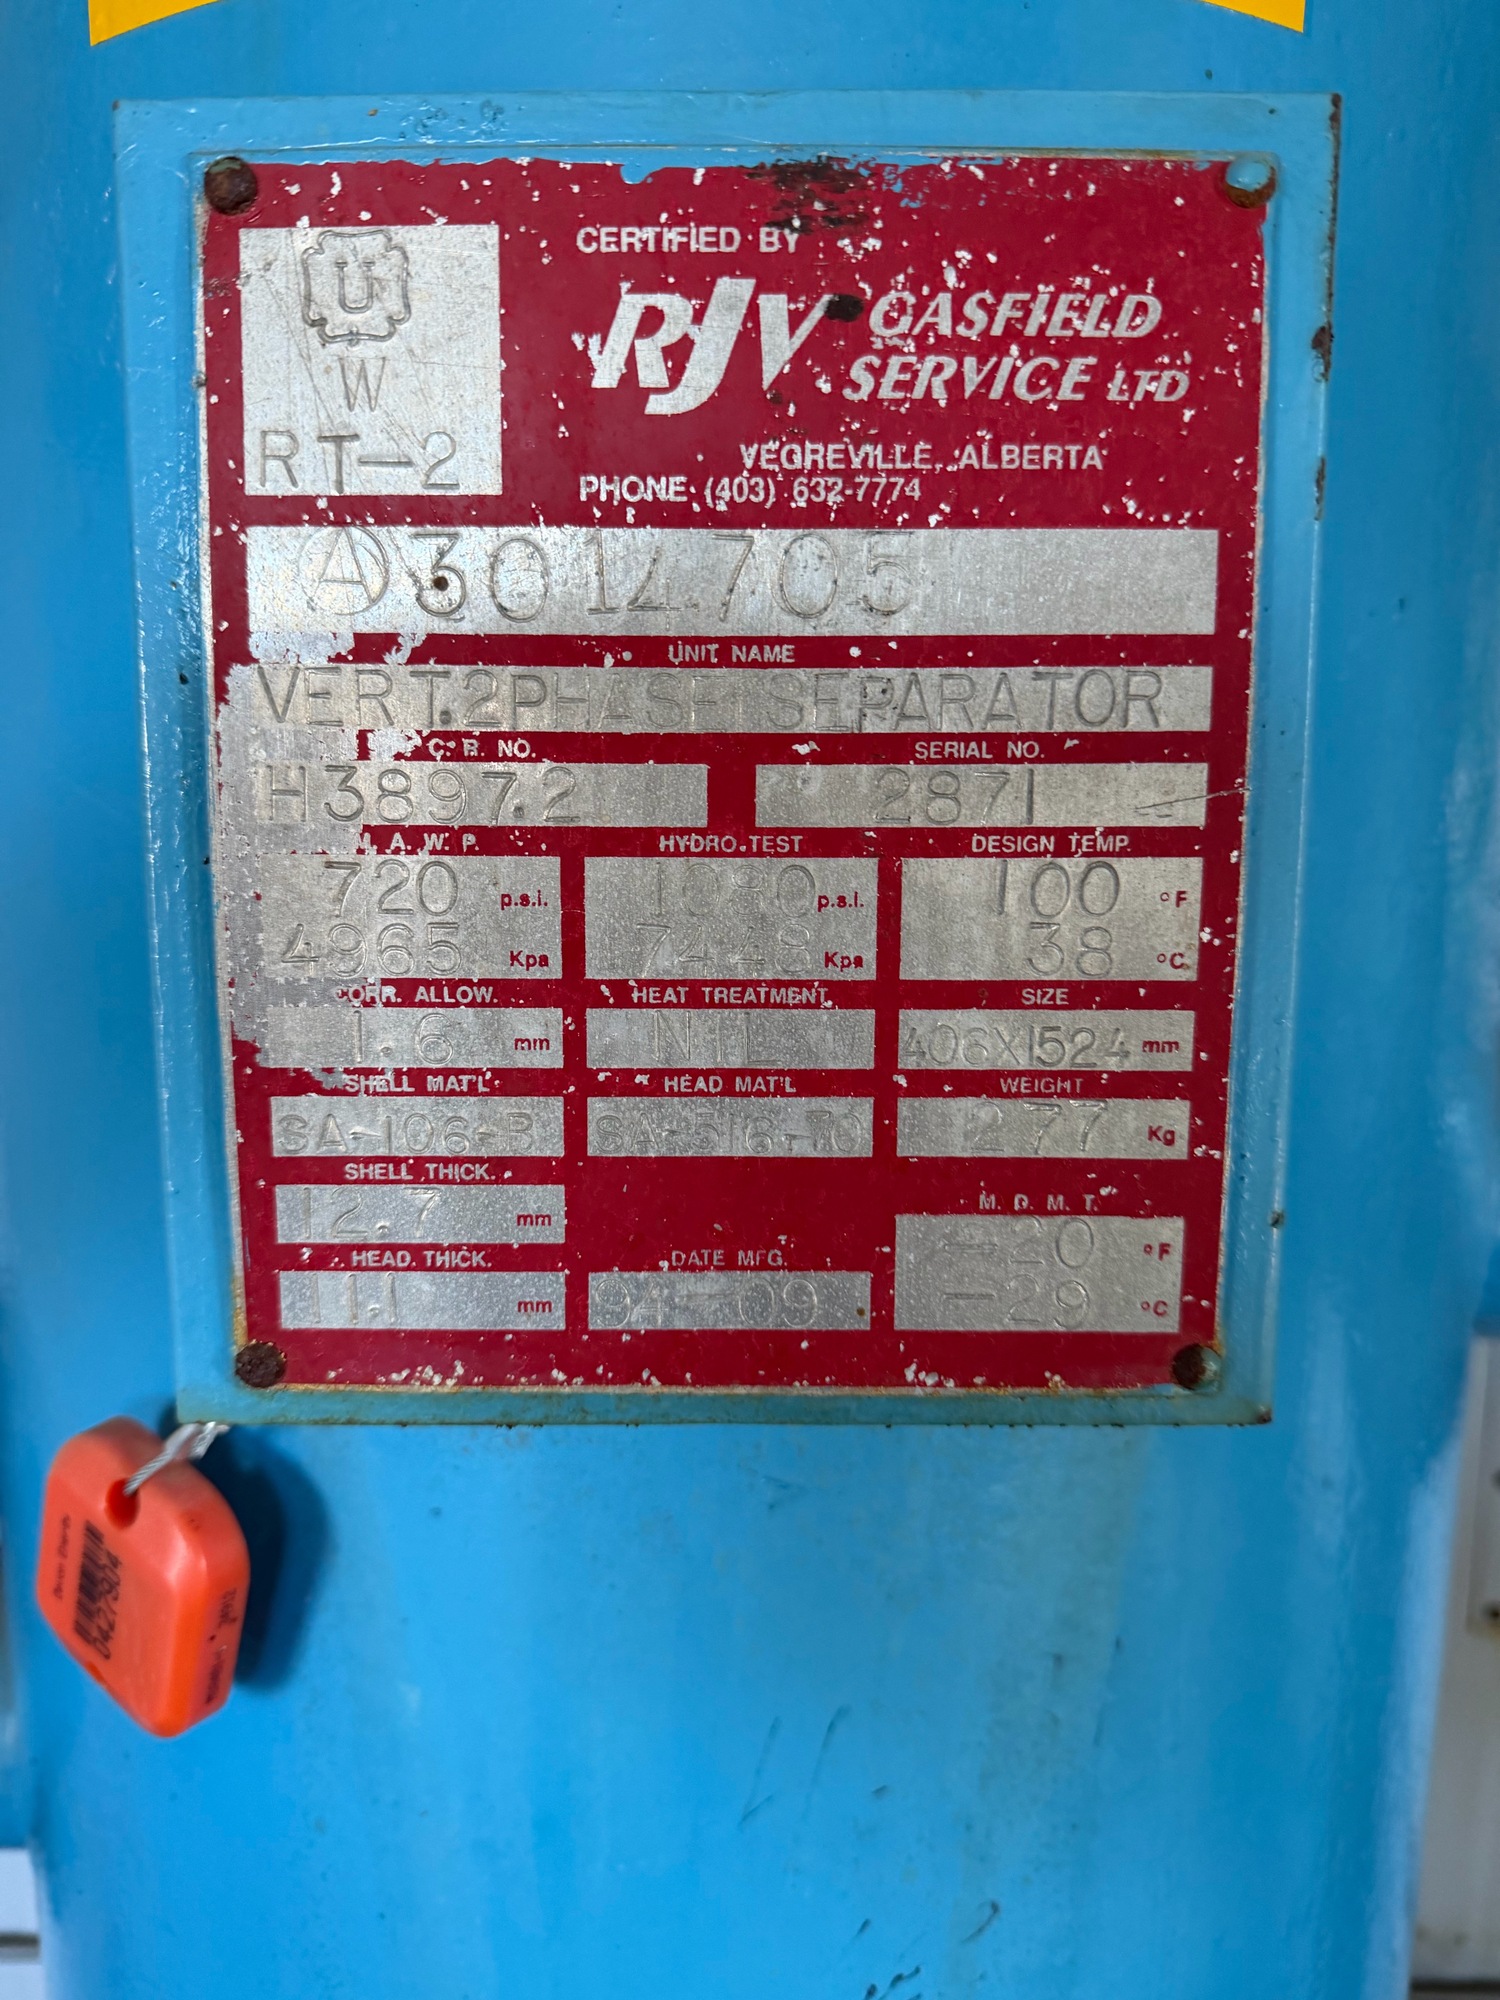 U
W
RT-2
CERTIFIED BY
RJV GASFIELD SERVICE LTD
VEGREVILLE, ALBERTA
PHONE (403) 632-7774
A 3014705
UNIT NAME
VERT.2PHASE SEPARATOR
C. R. NO. SERIAL NO.
H3897.2 2871
M. A. W. P. HYDRO. TEST DESIGN TEMP.
720 p.s.i. 1080 p.s.i. 100 °F
4965 Kpa 7448 Kpa 38 °C
CORR. ALLOW. HEAT TREATMENT SIZE
1.6 mm NIL 406X1524 mm
SHELL MAT'L HEAD MAT'L WEIGHT
SA-106-B SA-516-70 277 Kg
SHELL THICK.
12.7 mm
M. D. M. T.
-20 °F
HEAD. THICK. DATE MFG.
11.1 mm 94-09 -29 °C
0427904